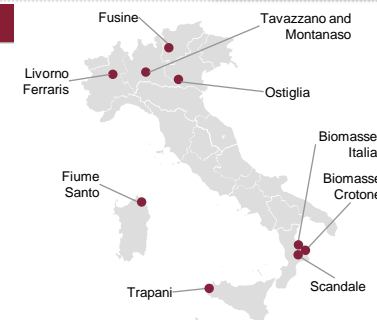 Fusine
Tavazzano and
Montanaso
Livorno
Ferraris
Ostiglia
Biomasse
Italia
Biomasse
Crotone
Fiume
Santo
Scandale
Trapani